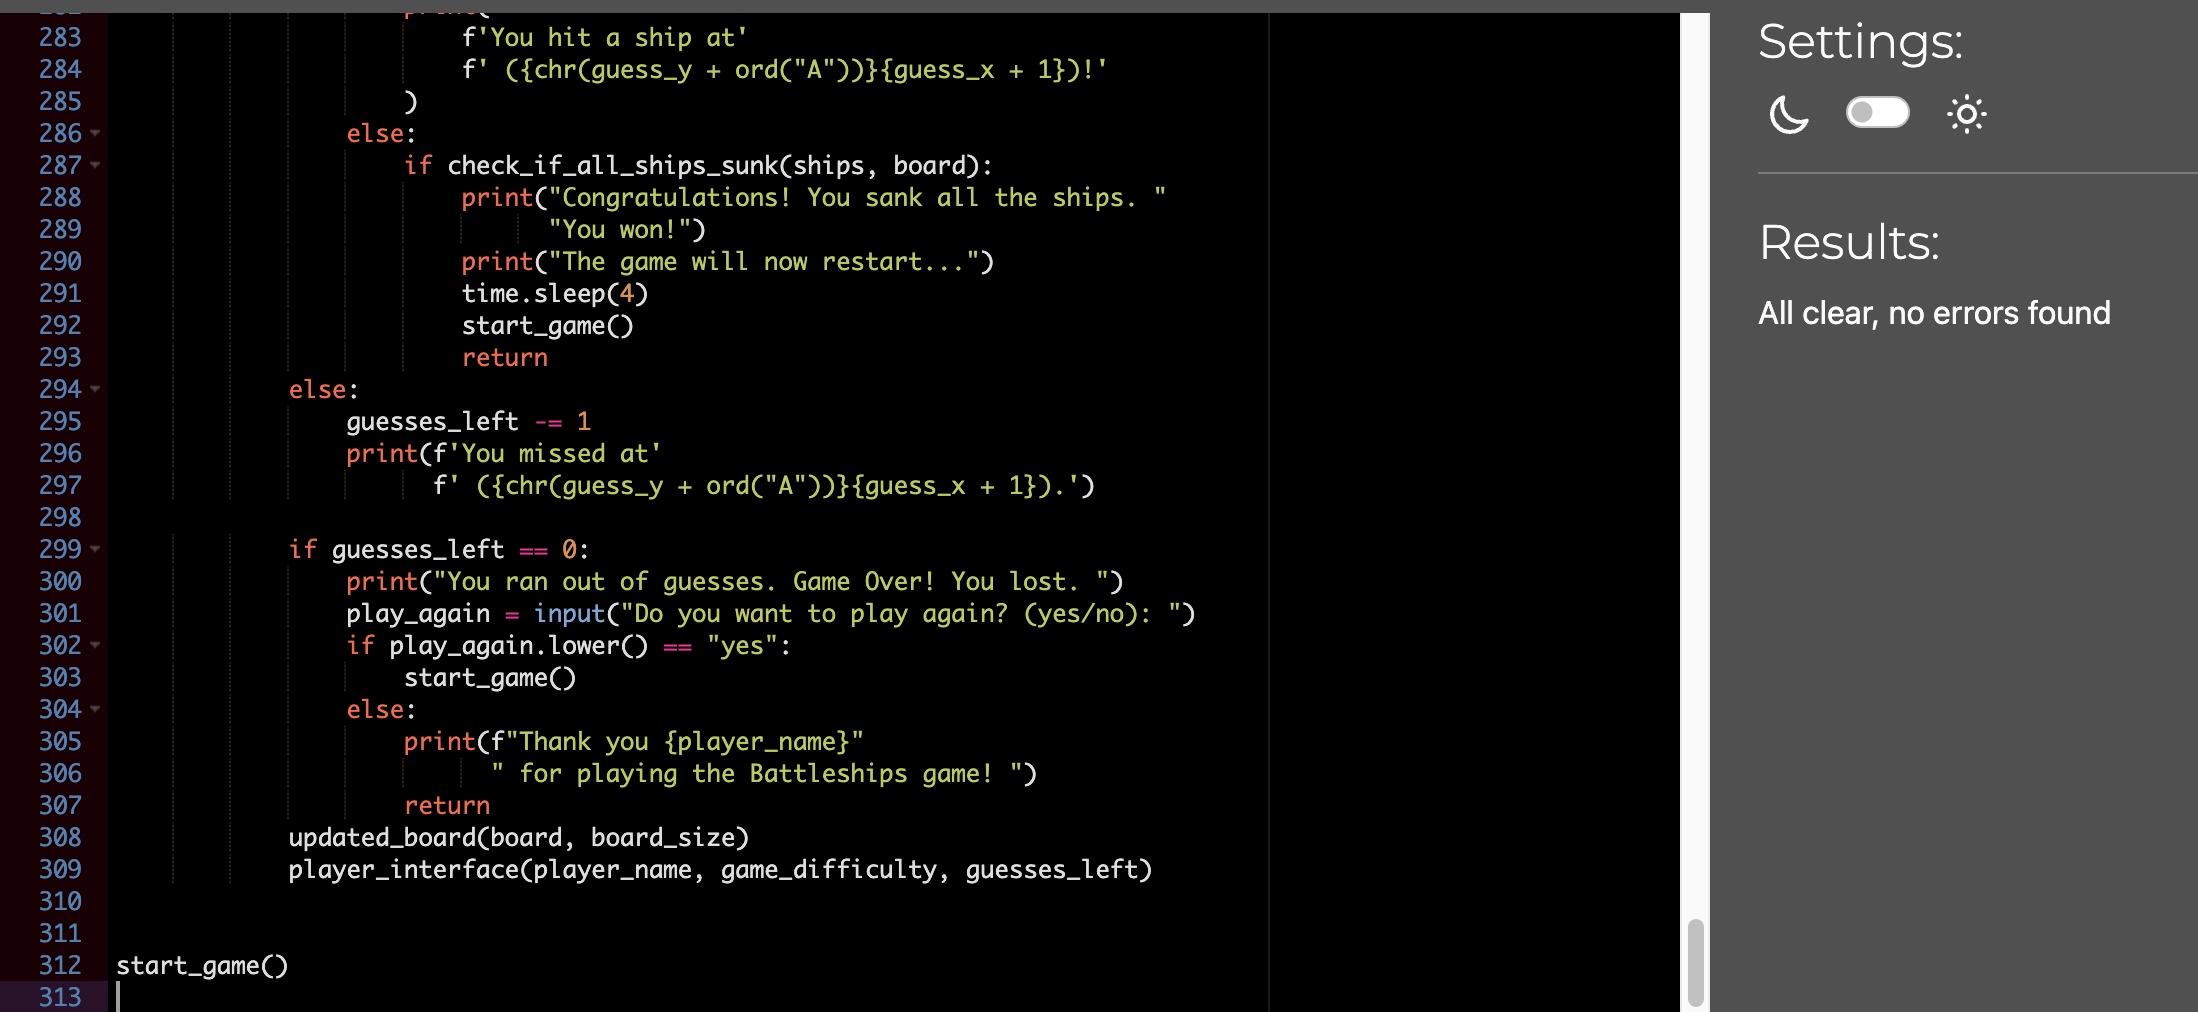 283 f'You hit a ship at'
284 f' ({chr(guess_y + ord("A"))}{guess_x + 1})!'
285 )
286 else:
287 if check_if_all_ships_sunk(ships, board):
288 print("Congratulations! You sank all the ships. "
289 "You won!")
290 print("The game will now restart...")
291 time.sleep(4)
292 start_game()
293 return
294 else:
295 guesses_left -= 1
296 print(f'You missed at'
297 f' ({chr(guess_y + ord("A"))}{guess_x + 1}).')
298
299 if guesses_left == 0:
300 print("You ran out of guesses. Game Over! You lost. ")
301 play_again = input("Do you want to play again? (yes/no): ")
302 if play_again.lower() == "yes":
303 start_game()
304 else:
305 print(f"Thank you {player_name}"
306 " for playing the Battleships game! ")
307 return
308 updated_board(board, board_size)
309 player_interface(player_name, game_difficulty, guesses_left)
310
311
312 start_game()
313
Settings:
Results:
All clear, no errors found